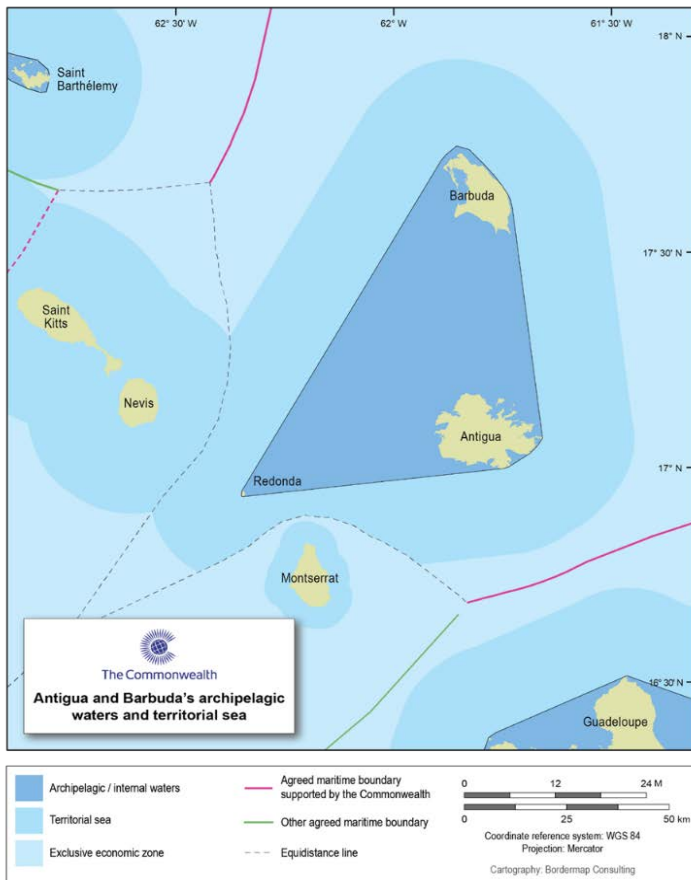 62° 30' W
62° W
61° 30' W
18° N
Saint
Barthélemy
Barbuda
17° 30' N
Saint
Kitts
Nevis
Antigua
17° N
Redonda
Montserrat
16° 30' N
Guadeloupe
The Commonwealth
Antigua and Barbuda's archipelagic
waters and territorial sea
Archipelagic / internal waters
Territorial sea
Exclusive economic zone
Agreed maritime boundary
supported by the Commonwealth
Other agreed maritime boundary
Equidistance line
0 12 24 M
0 25 50 km
Coordinate reference system: WGS 84
Projection: Mercator
Cartography: Bordermap Consulting